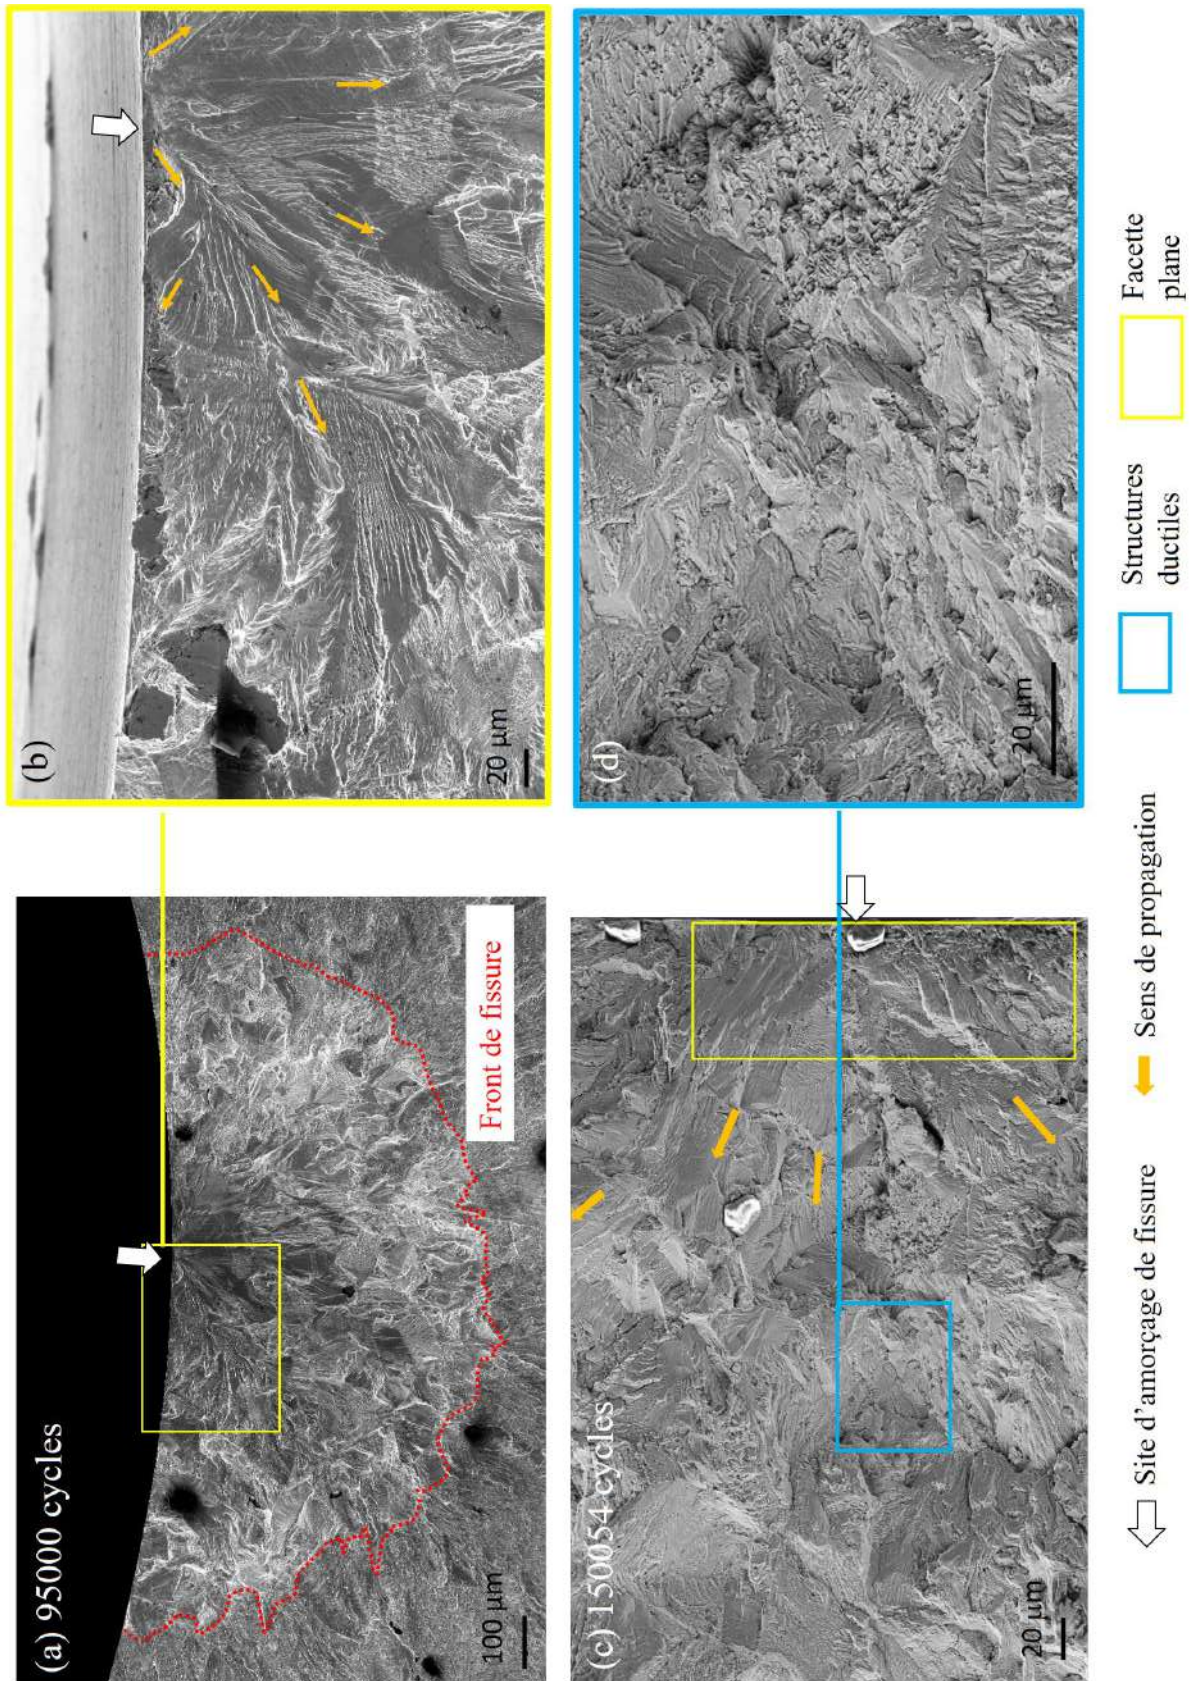 (a) 95000 cycles
100 µm
Front de fissure
(b)
20 µm
(c) 150054 cycles
20 µm
(d)
20 µm
Site d’amorçage de fissure
Sens de propagation
Structures
ductiles
Facette
plane